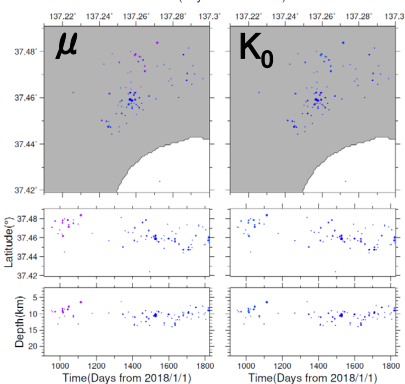 137.22' 137.24' 137.26' 137.28' 137.3' 137.22' 137.24' 137.26' 137.28' 137.3
μ K₀
37.48'
37.46'
37.44'
37.42'
Latitude(°)
37.48
37.46
37.44
37.42
Depth(km)
5
10
15
20
1000 1200 1400 1600 1800 1000 1200 1400 1600 1800
Time(Days from 2018/1/1) Time(Days from 2018/1/1)